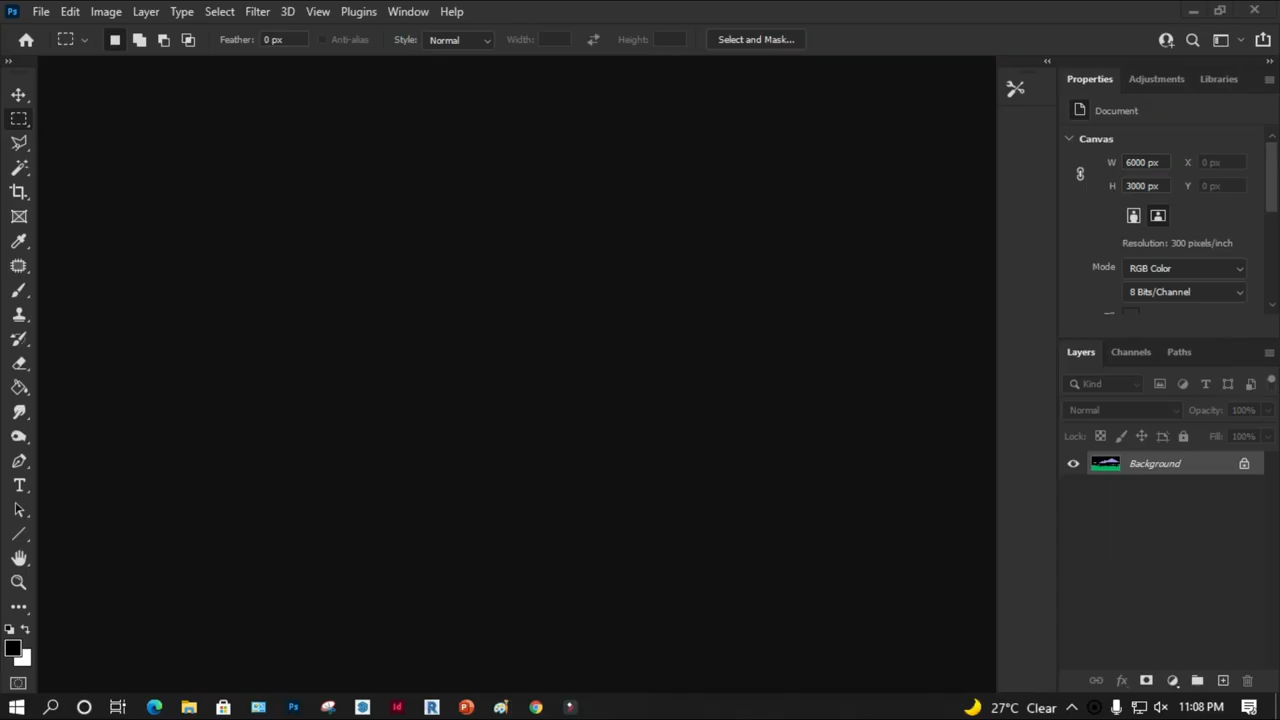 Ps File Edit Image Layer Type Select Filter 3D View Plugins Window Help
Feather: 0 px Anti-alias Style: Normal Width: Height: Select and Mask...
Properties Adjustments Libraries
Document
Canvas
W 6000 px X 0 px
H 3000 px Y 0 px
Resolution: 300 pixels/inch
Mode RGB Color
8 Bits/Channel
Layers Channels Paths
Kind
Normal Opacity: 100%
Lock: Fill: 100%
Background
fx
Ps Id R P 27°C Clear 11:08 PM